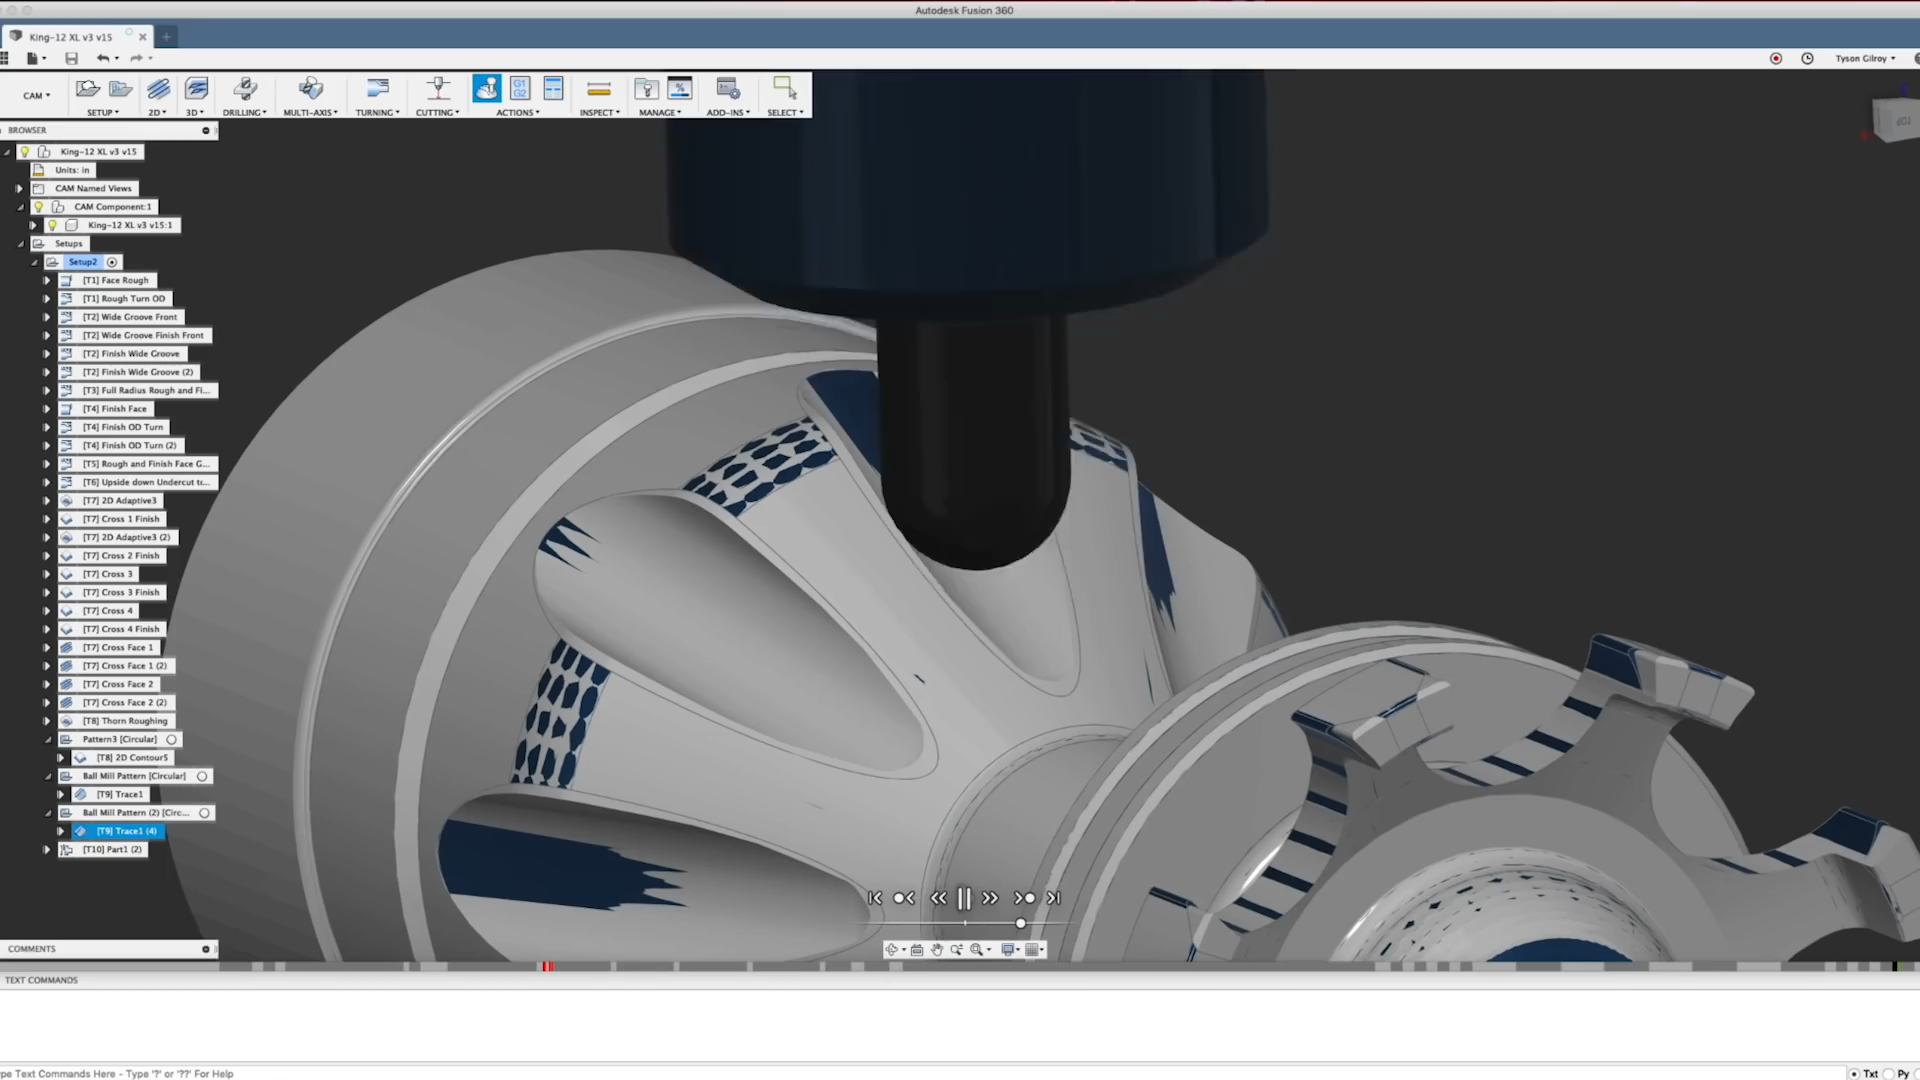 Autodesk Fusion 360
King-12 XL v3 v15
Tyson Gilroy
CAM
G1
G2
%
SETUP
2D
3D
DRILLING
MULTI-AXIS
TURNING
CUTTING
ACTIONS
INSPECT
MANAGE
ADD-INS
SELECT
TOP
BROWSER
King-12 XL v3 v15
Units: in
CAM Named Views
CAM Component:1
King-12 XL v3 v15:1
Setups
Setup2
[T1] Face Rough
[T1] Rough Turn OD
[T2] Wide Groove Front
[T2] Wide Groove Finish Front
[T2] Finish Wide Groove
[T2] Finish Wide Groove (2)
[T3] Full Radius Rough and Fi...
[T4] Finish Face
[T4] Finish OD Turn
[T4] Finish OD Turn (2)
[T5] Rough and Finish Face G...
[T6] Upside down Undercut t...
[T7] 2D Adaptive3
[T7] Cross 1 Finish
[T7] 2D Adaptive3 (2)
[T7] Cross 2 Finish
[T7] Cross 3
[T7] Cross 3 Finish
[T7] Cross 4
[T7] Cross 4 Finish
[T7] Cross Face 1
[T7] Cross Face 1 (2)
[T7] Cross Face 2
[T7] Cross Face 2 (2)
[T8] Thorn Roughing
Pattern3 [Circular]
[T8] 2D Contour5
Ball Mill Pattern [Circular]
[T9] Trace1
Ball Mill Pattern (2) [Circ...
[T9] Trace1 (4)
[T10] Part1 (2)
COMMENTS
TEXT COMMANDS
pe Text Commands Here - Type '?' or '??' For Help
Txt
Py